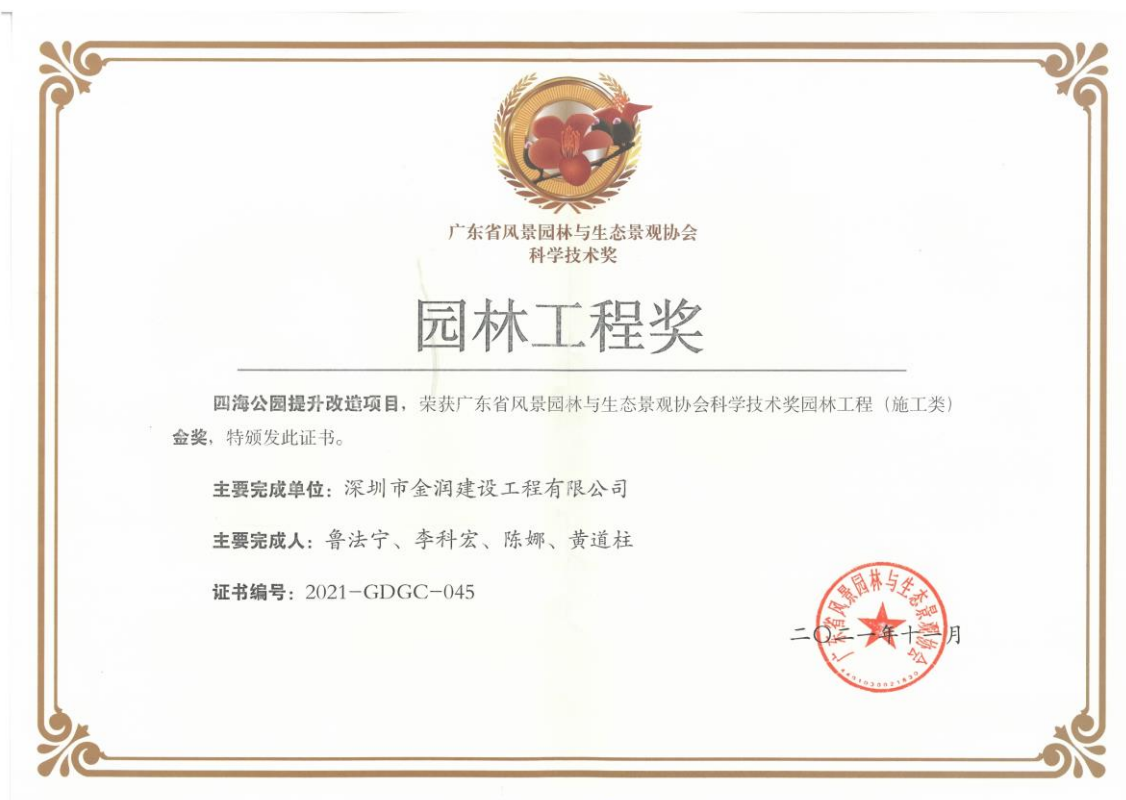 广东省风景园林与生态景观协会
科学技术奖
园林工程奖
四海公园提升改造项目，荣获广东省风景园林与生态景观协会科学技术奖园林工程（施工类）
金奖，特颁发此证书。
主要完成单位：深圳市金润建设工程有限公司
主要完成人：鲁法宁、李科宏、陈娜、黄道柱
证书编号：2021-GDGC-045
广东省风景园林与生态景观协会
二〇二一年十一月